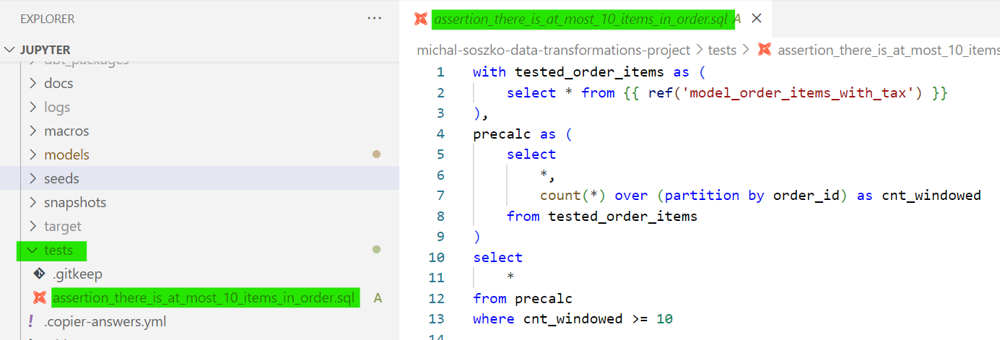 EXPLORER
...
JUPYTER
dbt_packages
docs
logs
macros
models
seeds
snapshots
target
tests
.gitkeep
assertion_there_is_at_most_10_items_in_order.sql A
! .copier-answers.yml
assertion_there_is_at_most_10_items_in_order.sql A
michal-soszko-data-transformations-project > tests > assertion_there_is_at_most_10_items
1 with tested_order_items as (
2 select * from {{ ref('model_order_items_with_tax') }}
3 ),
4 precalc as (
5 select
6 *,
7 count(*) over (partition by order_id) as cnt_windowed
8 from tested_order_items
9 )
10 select
11 *
12 from precalc
13 where cnt_windowed >= 10
14